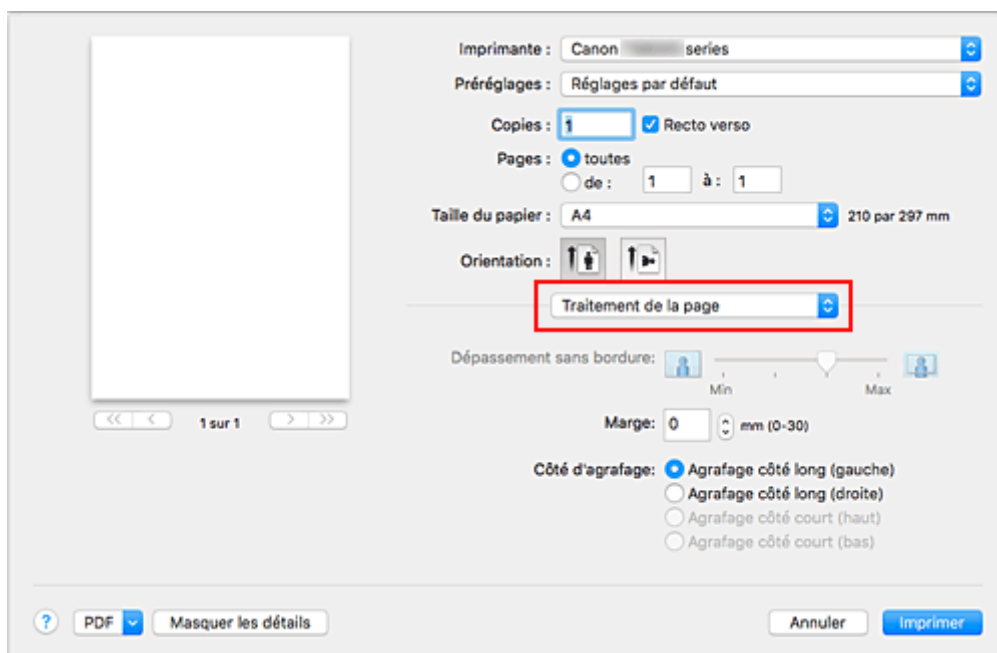 Imprimante : Canon series
Préréglages : Réglages par défaut
Copies : 1 Recto verso
Pages : toutes
de : 1 à : 1
Taille du papier : A4 210 par 297 mm
Orientation :
Traitement de la page
Dépassement sans bordure:
Min Max
1 sur 1
Marge: 0 mm (0-30)
Côté d'agrafage: Agrafage côté long (gauche)
Agrafage côté long (droite)
Agrafage côté court (haut)
Agrafage côté court (bas)
? PDF Masquer les détails Annuler Imprimer